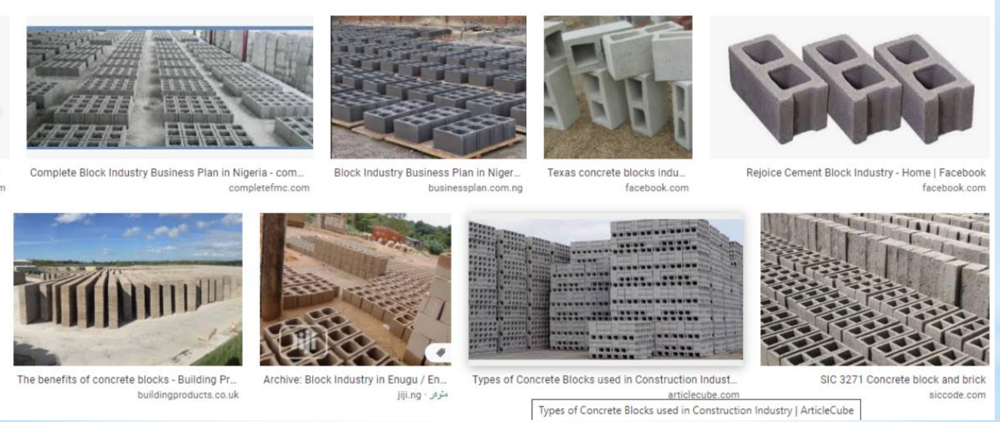 Complete Block Industry Business Plan in Nigeria - com...
completefmc.com
Block Industry Business Plan in Niger...
businessplan.com.ng
Texas concrete blocks indu...
facebook.com
Rejoice Cement Block Industry - Home | Facebook
facebook.com
m
The benefits of concrete blocks - Building Pr...
buildingproducts.co.uk
Jiji
Archive: Block Industry in Enugu / En...
jiji.ng · متوفر
Types of Concrete Blocks used in Construction Indust...
articlecube.com
SIC 3271 Concrete block and brick
siccode.com
Types of Concrete Blocks used in Construction Industry | ArticleCube